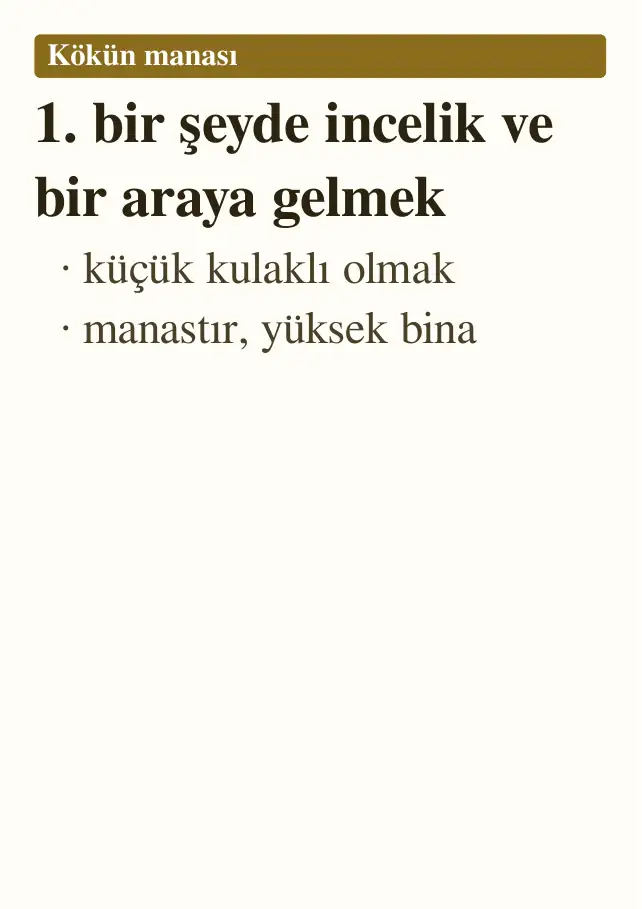 Kökün manası
1. bir şeyde incelik ve
bir araya gelmek
· küçük kulaklı olmak
· manastır, yüksek bina